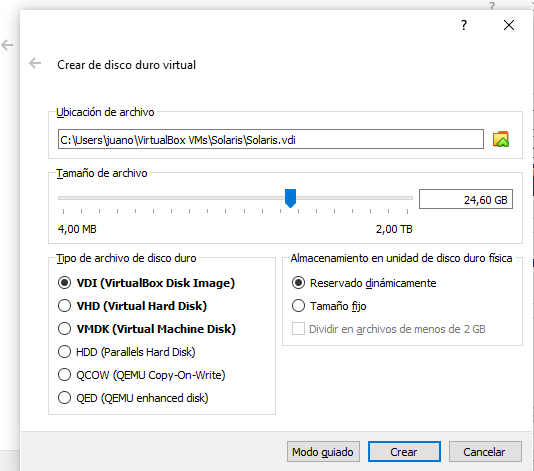 ?
?
Crear de disco duro virtual
Ubicación de archivo
C:\Users\juano\VirtualBox VMs\Solaris\Solaris.vdi
Tamaño de archivo
24,60 GB
4,00 MB
2,00 TB
Tipo de archivo de disco duro
VDI (VirtualBox Disk Image)
VHD (Virtual Hard Disk)
VMDK (Virtual Machine Disk)
HDD (Parallels Hard Disk)
QCOW (QEMU Copy-On-Write)
QED (QEMU enhanced disk)
Almacenamiento en unidad de disco duro física
Reservado dinámicamente
Tamaño fijo
Dividir en archivos de menos de 2 GB
Modo guiado
Crear
Cancelar